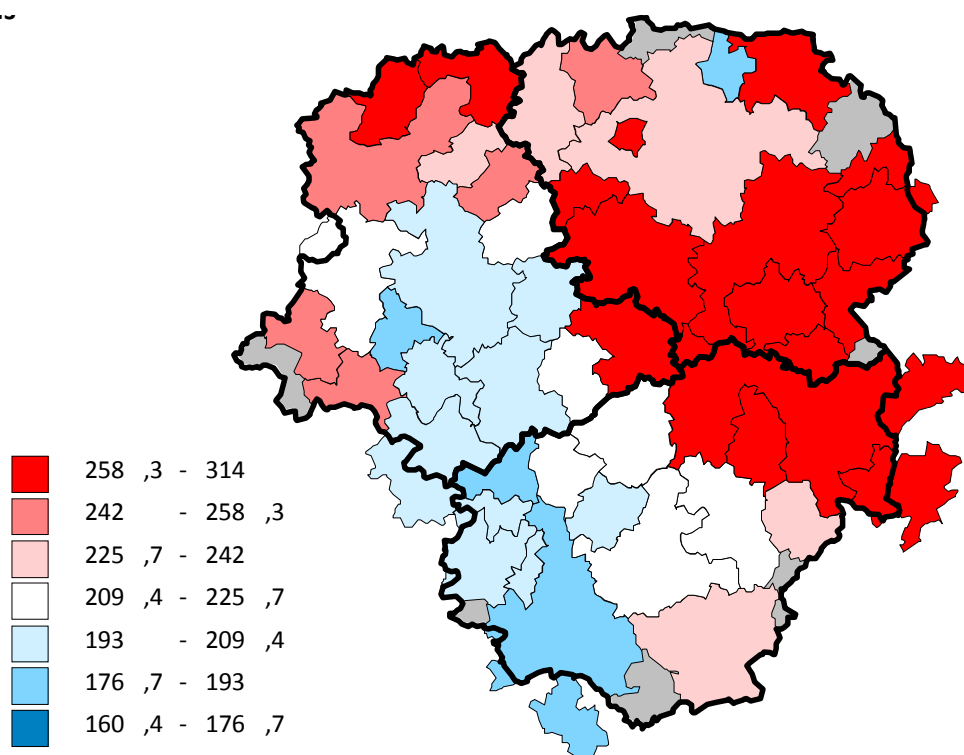 258 ,3 - 314
242 - 258 ,3
225 ,7 - 242
209 ,4 - 225 ,7
193 - 209 ,4
176 ,7 - 193
160 ,4 - 176 ,7